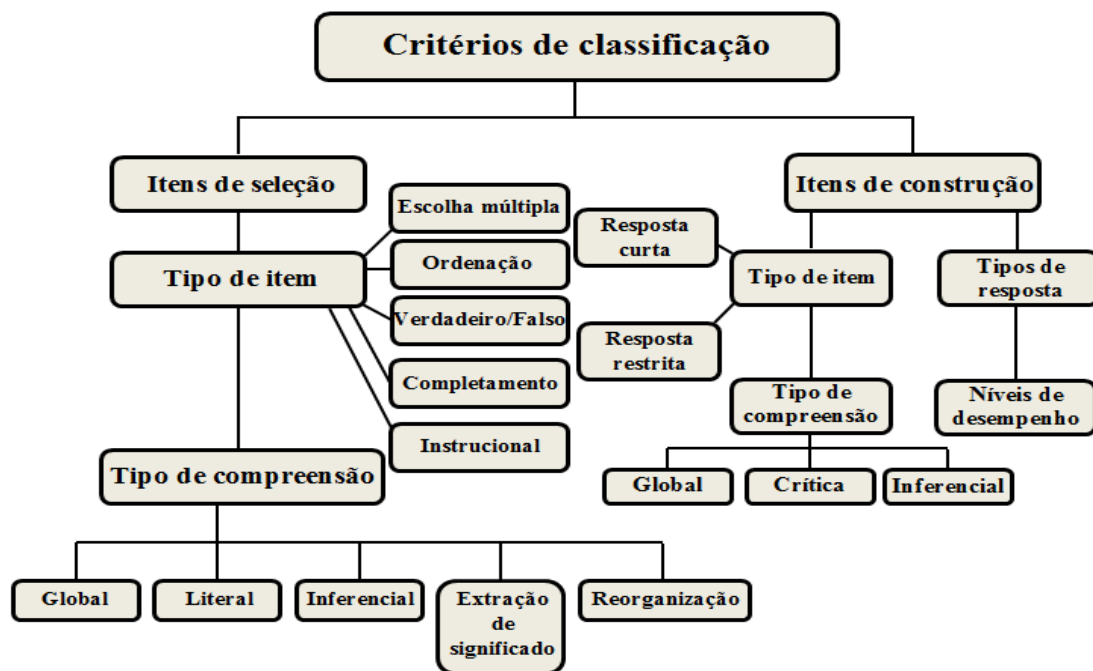 Critérios de classificação
Itens de seleção
Itens de construção
Tipo de item
Escolha múltipla
Ordenação
Verdadeiro/Falso
Completamento
Instrucional
Resposta
curta
Resposta
restrita
Tipo de item
Tipos de
resposta
Tipo de
compreensão
Níveis de
desempenho
Global
Crítica
Inferencial
Tipo de compreensão
Global
Literal
Inferencial
Extração
de
significado
Reorganização